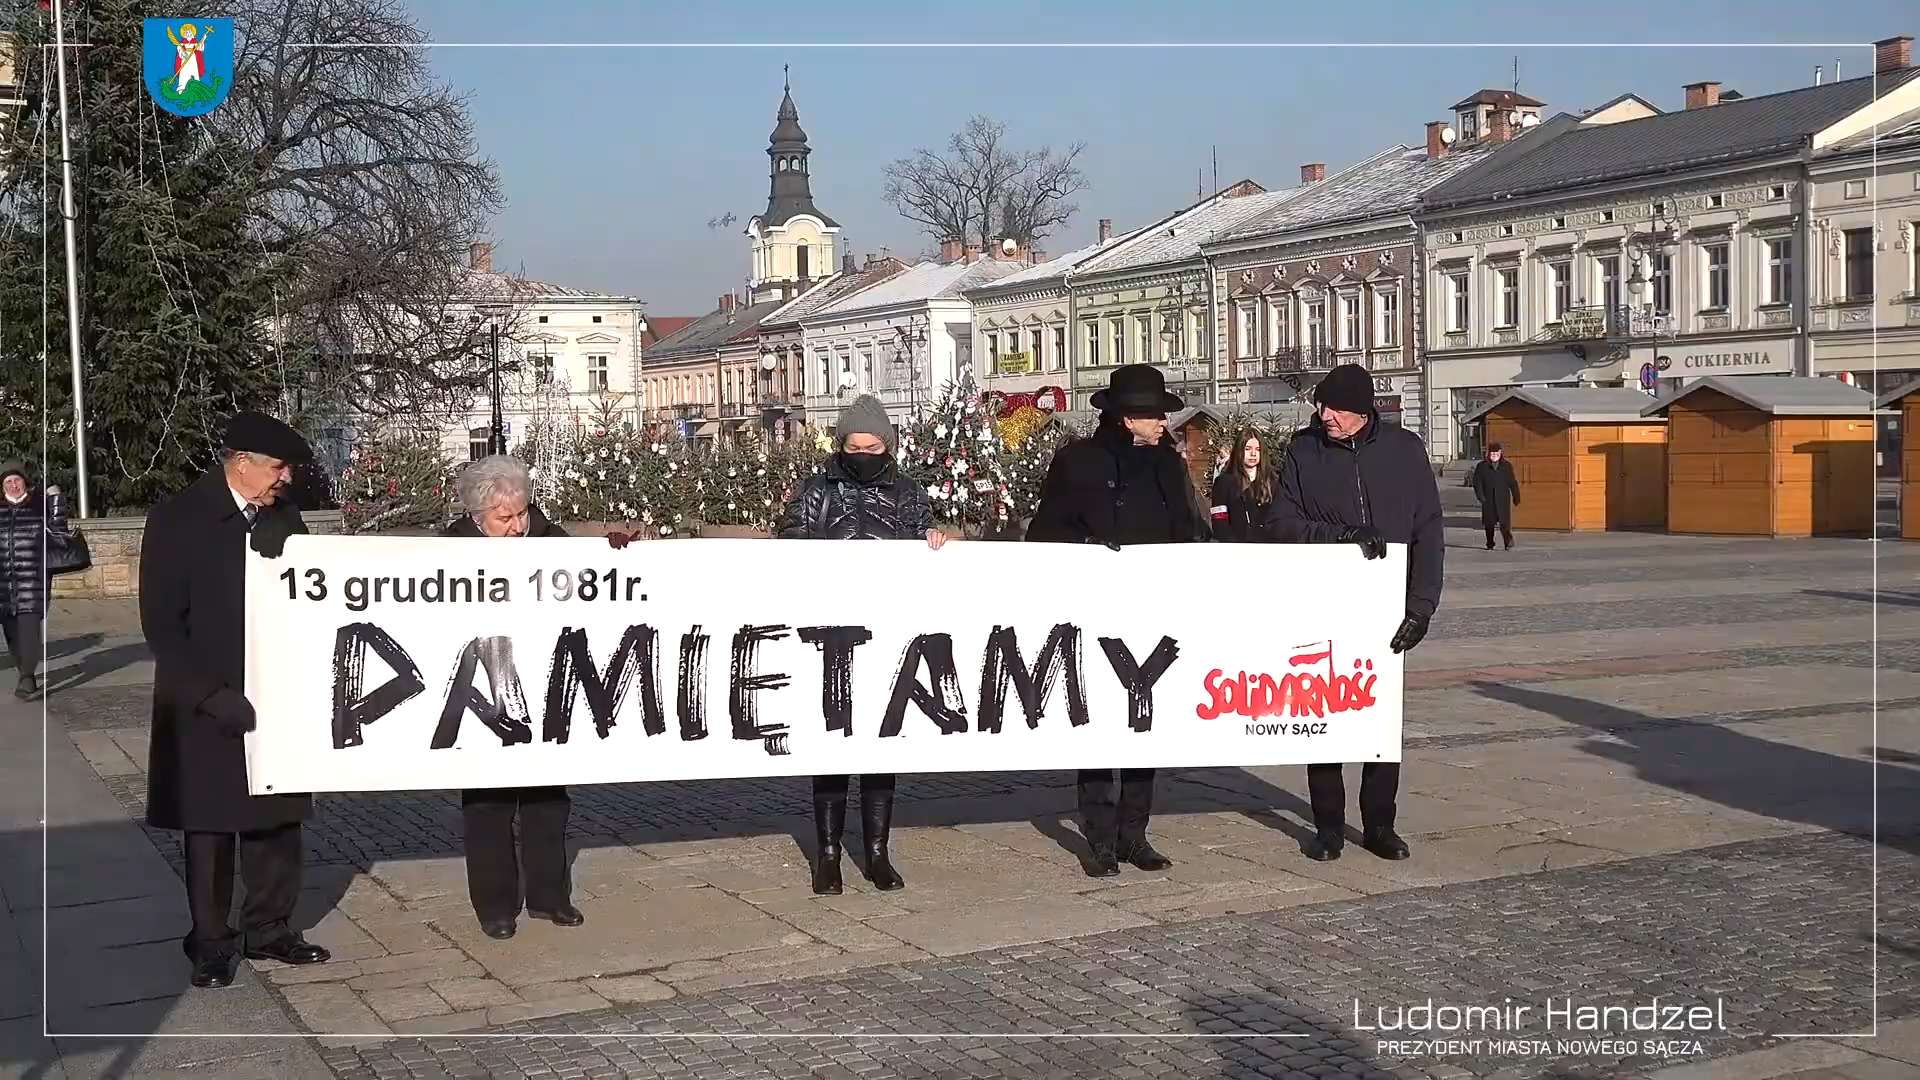 CUKIERNIA
13 grudnia 1981r.
PAMIĘTAMY
SOLIDARNOŚĆ
NOWY SĄCZ
Ludomir Handzel
PREZYDENT MIASTA NOWEGO SĄCZA